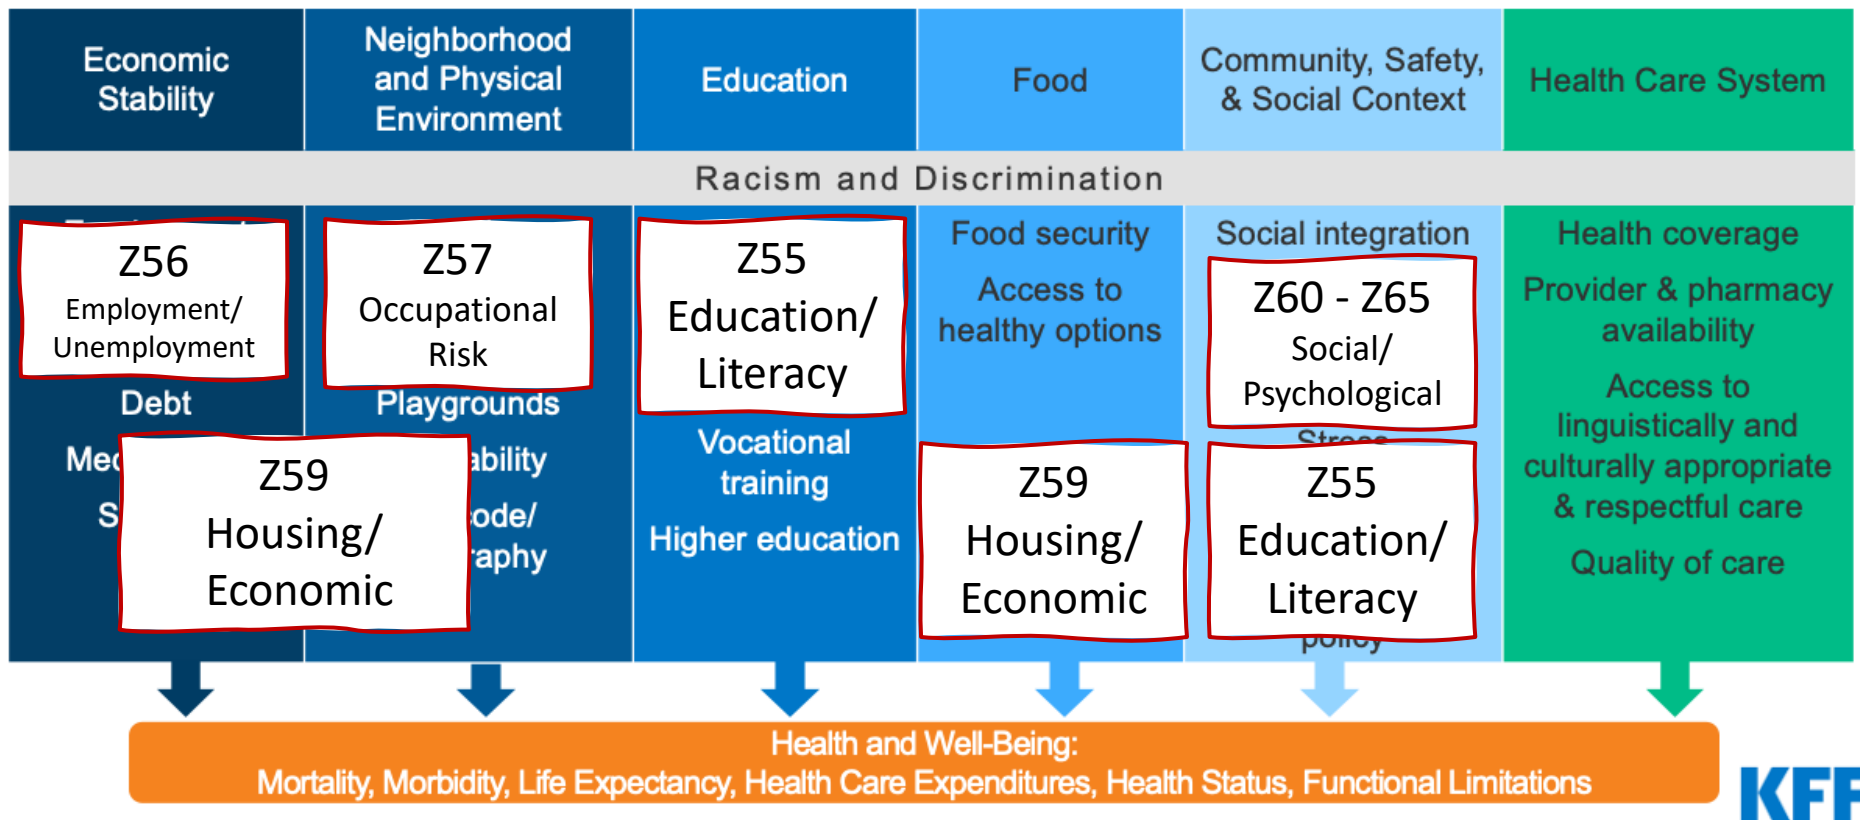 Economic
Stability
Neighborhood
and Physical
Environment
Education
Food
Community, Safety,
& Social Context
Health Care System
Racism and Discrimination
Z56
Employment/
Unemployment
Debt
Z57
Occupational
Risk
Playgrounds
Z59
Housing/
Economic
Z55
Education/
Literacy
Vocational
training
Higher education
Food security
Access to
healthy options
Z59
Housing/
Economic
Social integration
Z60 - Z65
Social/
Psychological
Stress
Z55
Education/
Literacy
policy
Health coverage
Provider & pharmacy
availability
Access to
linguistically and
culturally appropriate
& respectful care
Quality of care
Health and Well-Being:
Mortality, Morbidity, Life Expectancy, Health Care Expenditures, Health Status, Functional Limitations
KFF